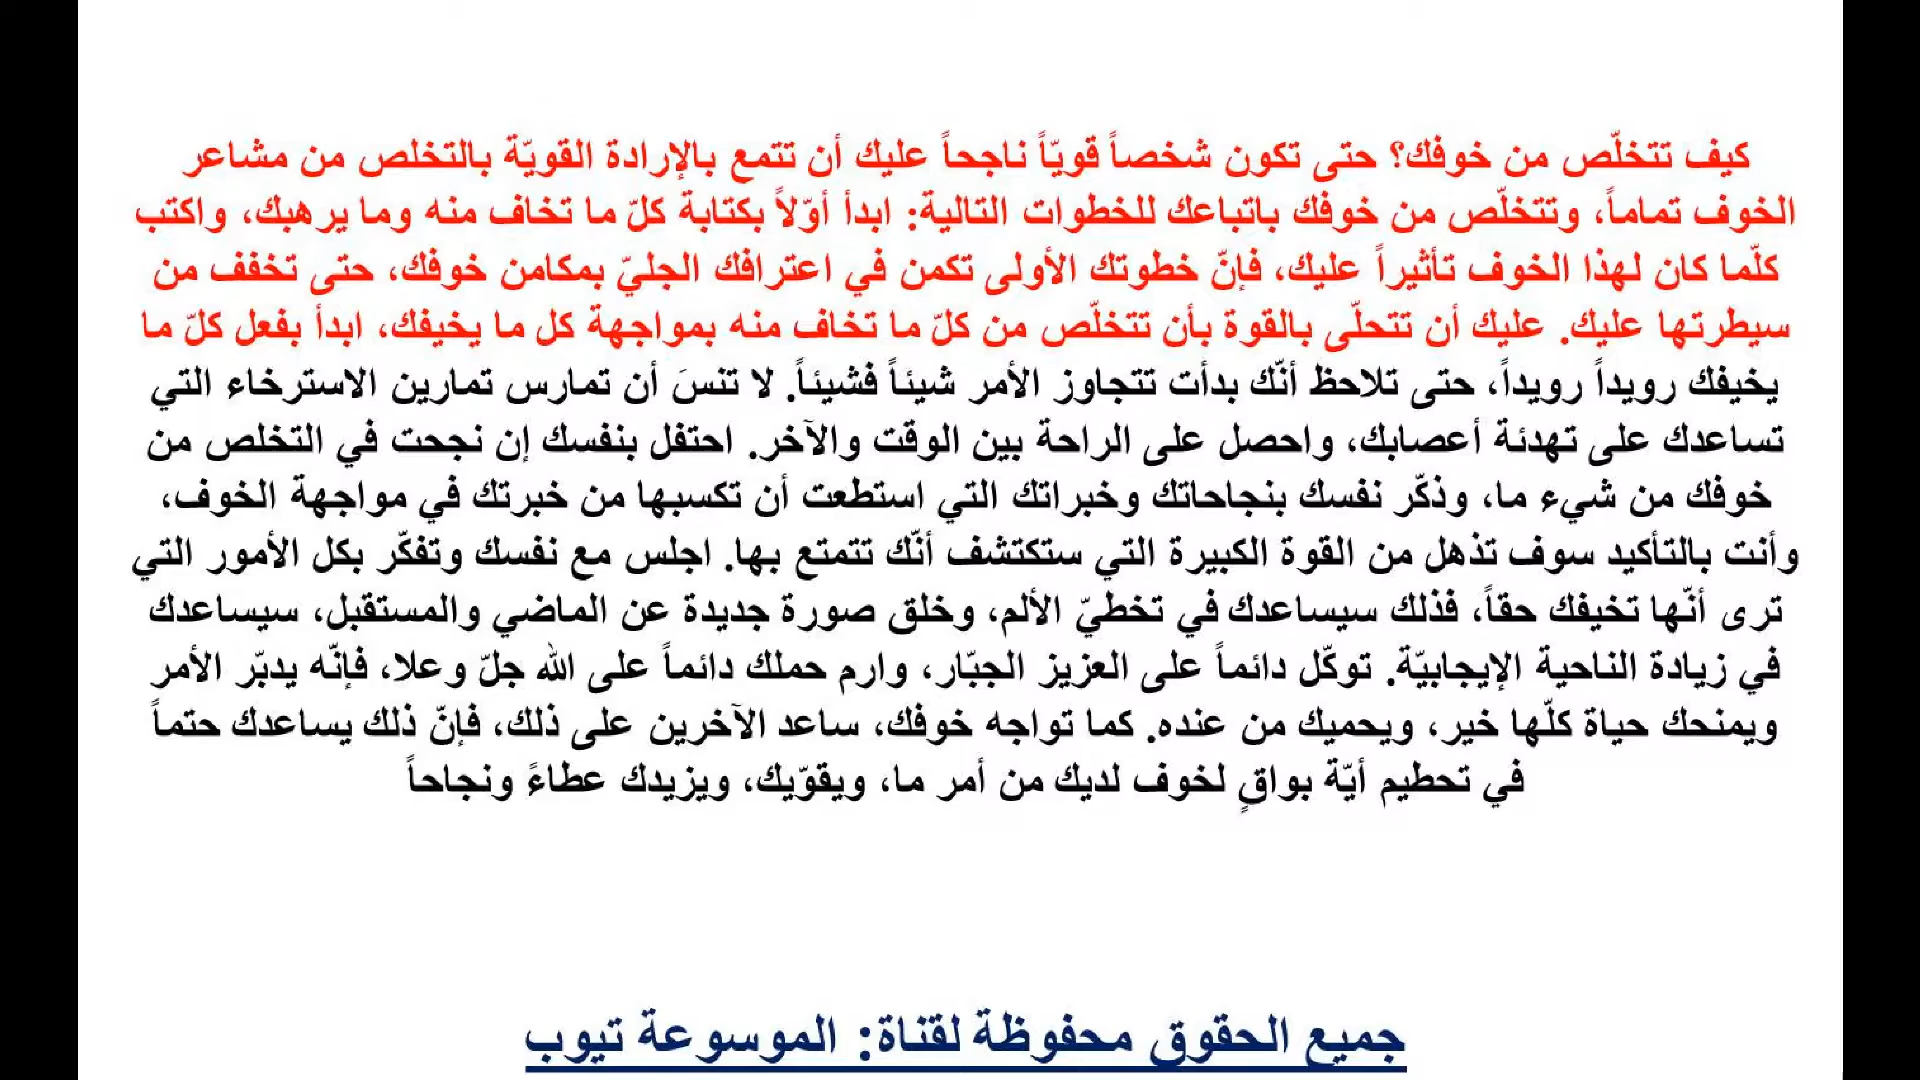 كيف تتخلّص من خوفك؟ حتى تكون شخصاً قويّاً ناجحاً عليك أن تتمع بالإرادة القويّة بالتخلص من مشاعر
الخوف تماماً، وتتخلّص من خوفك باتباعك للخطوات التالية: ابدأ أوّلاً بكتابة كلّ ما تخاف منه وما يرهبك، واكتب
كلّما كان لهذا الخوف تأثيراً عليك، فإنّ خطوتك الأولى تكمن في اعترافك الجليّ بمكامن خوفك، حتى تخفف من
سيطرتها عليك. عليك أن تتحلّى بالقوة بأن تتخلّص من كلّ ما تخاف منه بمواجهة كل ما يخيفك، ابدأ بفعل كلّ ما
يخيفك رويداً رويداً، حتى تلاحظ أنّك بدأت تتجاوز الأمر شيئاً فشيئاً. لا تنسَ أن تمارس تمارين الاسترخاء التي
تساعدك على تهدئة أعصابك، واحصل على الراحة بين الوقت والآخر. احتفل بنفسك إن نجحت في التخلص من
خوفك من شيء ما، وذكّر نفسك بنجاحاتك وخبراتك التي استطعت أن تكسبها من خبرتك في مواجهة الخوف،
وأنت بالتأكيد سوف تذهل من القوة الكبيرة التي ستكتشف أنّك تتمتع بها. اجلس مع نفسك وتفكّر بكل الأمور التي
ترى أنّها تخيفك حقاً، فذلك سيساعدك في تخطيّ الألم، وخلق صورة جديدة عن الماضي والمستقبل، سيساعدك
في زيادة الناحية الإيجابيّة. توكّل دائماً على العزيز الجبّار، وارم حملك دائماً على الله جلّ وعلا، فإنّه يدبّر الأمر
ويمنحك حياة كلّها خير، ويحميك من عنده. كما تواجه خوفك، ساعد الآخرين على ذلك، فإنّ ذلك يساعدك حتماً
في تحطيم أيّة بواقٍ لخوف لديك من أمر ما، ويقوّيك، ويزيدك عطاءً ونجاحاً
جميع الحقوق محفوظة لقناة: الموسوعة تيوب